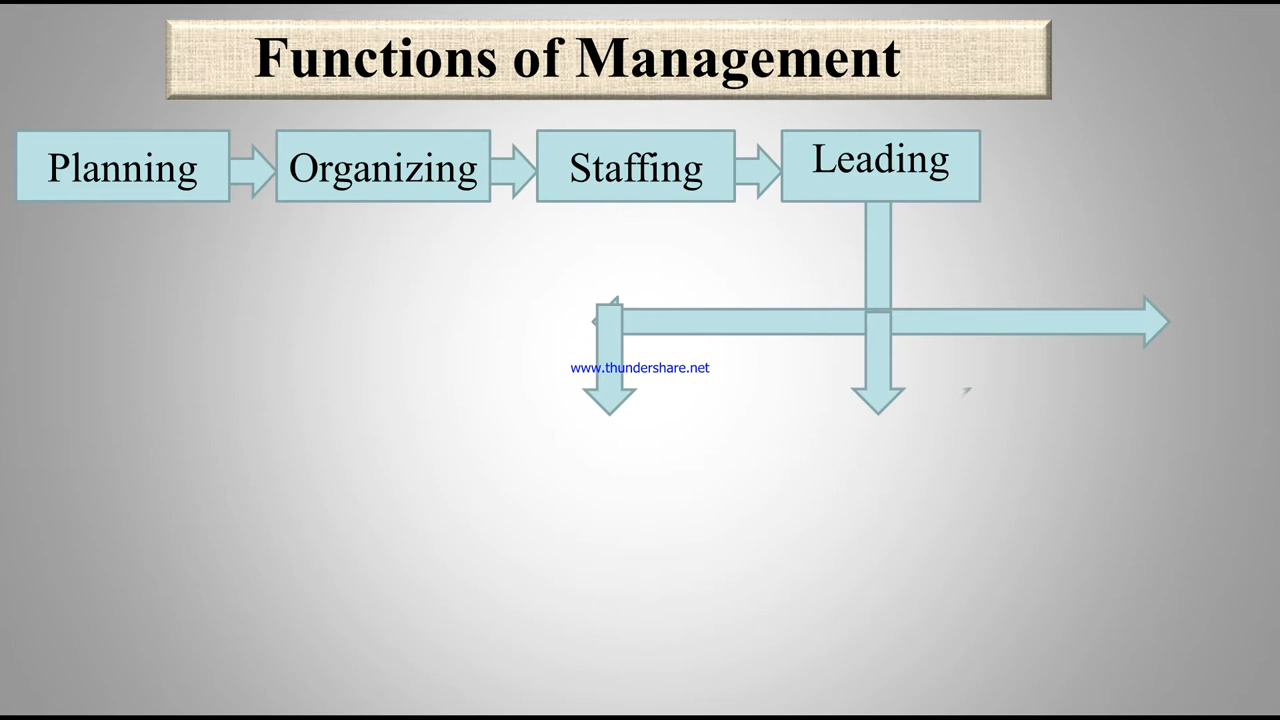 Functions of Management
Planning
Organizing
Staffing
Leading
www.thundershare.net